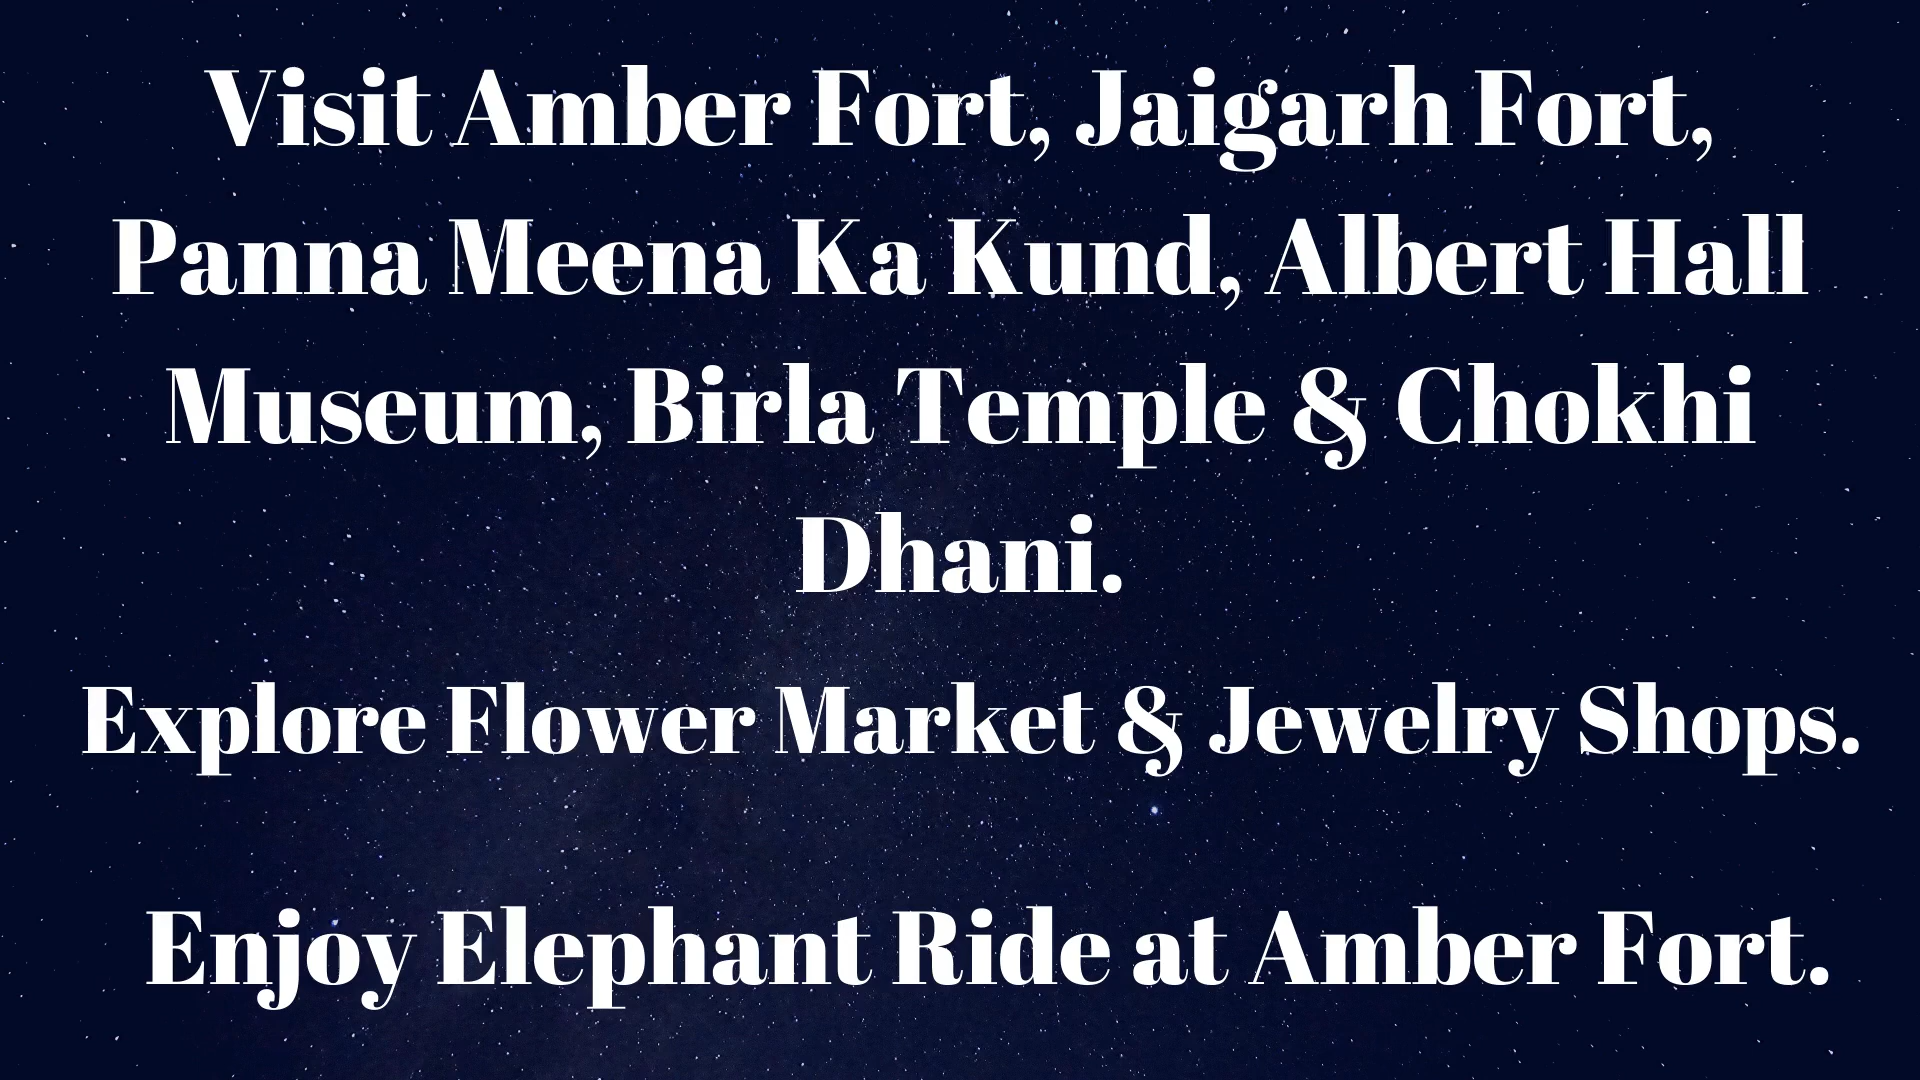 Visit Amber Fort, Jaigarh Fort,
Panna Meena Ka Kund, Albert Hall
Museum, Birla Temple & Chokhi
Dhani.
Explore Flower Market & Jewelry Shops.
Enjoy Elephant Ride at Amber Fort.